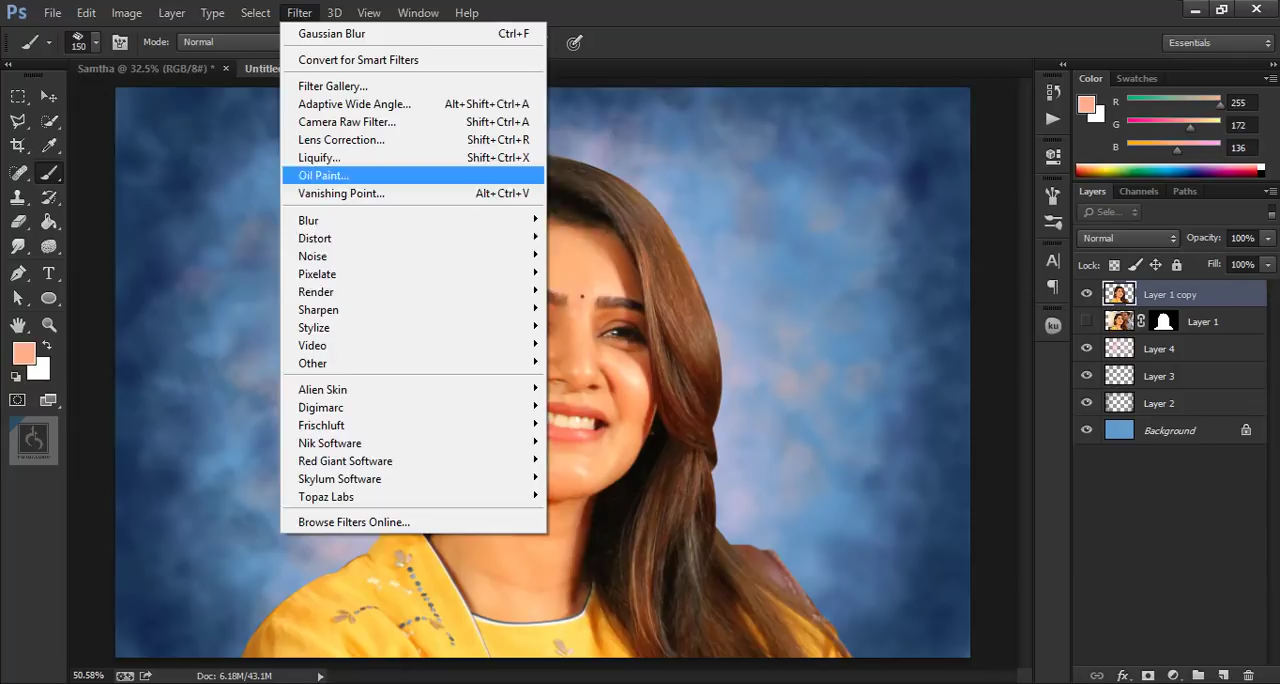 Ps File Edit Image Layer Type Select Filter 3D View Window Help
150 Mode: Normal Essentials
Samtha @ 32.5% (RGB/8#) * × Untitle
Gaussian Blur Ctrl+F
Convert for Smart Filters
Filter Gallery...
Adaptive Wide Angle... Alt+Shift+Ctrl+A
Camera Raw Filter... Shift+Ctrl+A
Lens Correction... Shift+Ctrl+R
Liquify... Shift+Ctrl+X
Oil Paint...
Vanishing Point... Alt+Ctrl+V
Blur
Distort
Noise
Pixelate
Render
Sharpen
Stylize
Video
Other
Alien Skin
Digimarc
Frischluft
Nik Software
Red Giant Software
Skylum Software
Topaz Labs
Browse Filters Online...
Color Swatches
R 255
G 172
B 136
Layers Channels Paths
Sele...
Normal Opacity: 100%
Lock: Fill: 100%
Layer 1 copy
Layer 1
Layer 4
Layer 3
Layer 2
Background
A
ku
T
50.58% Doc: 6.18M/43.1M
fx